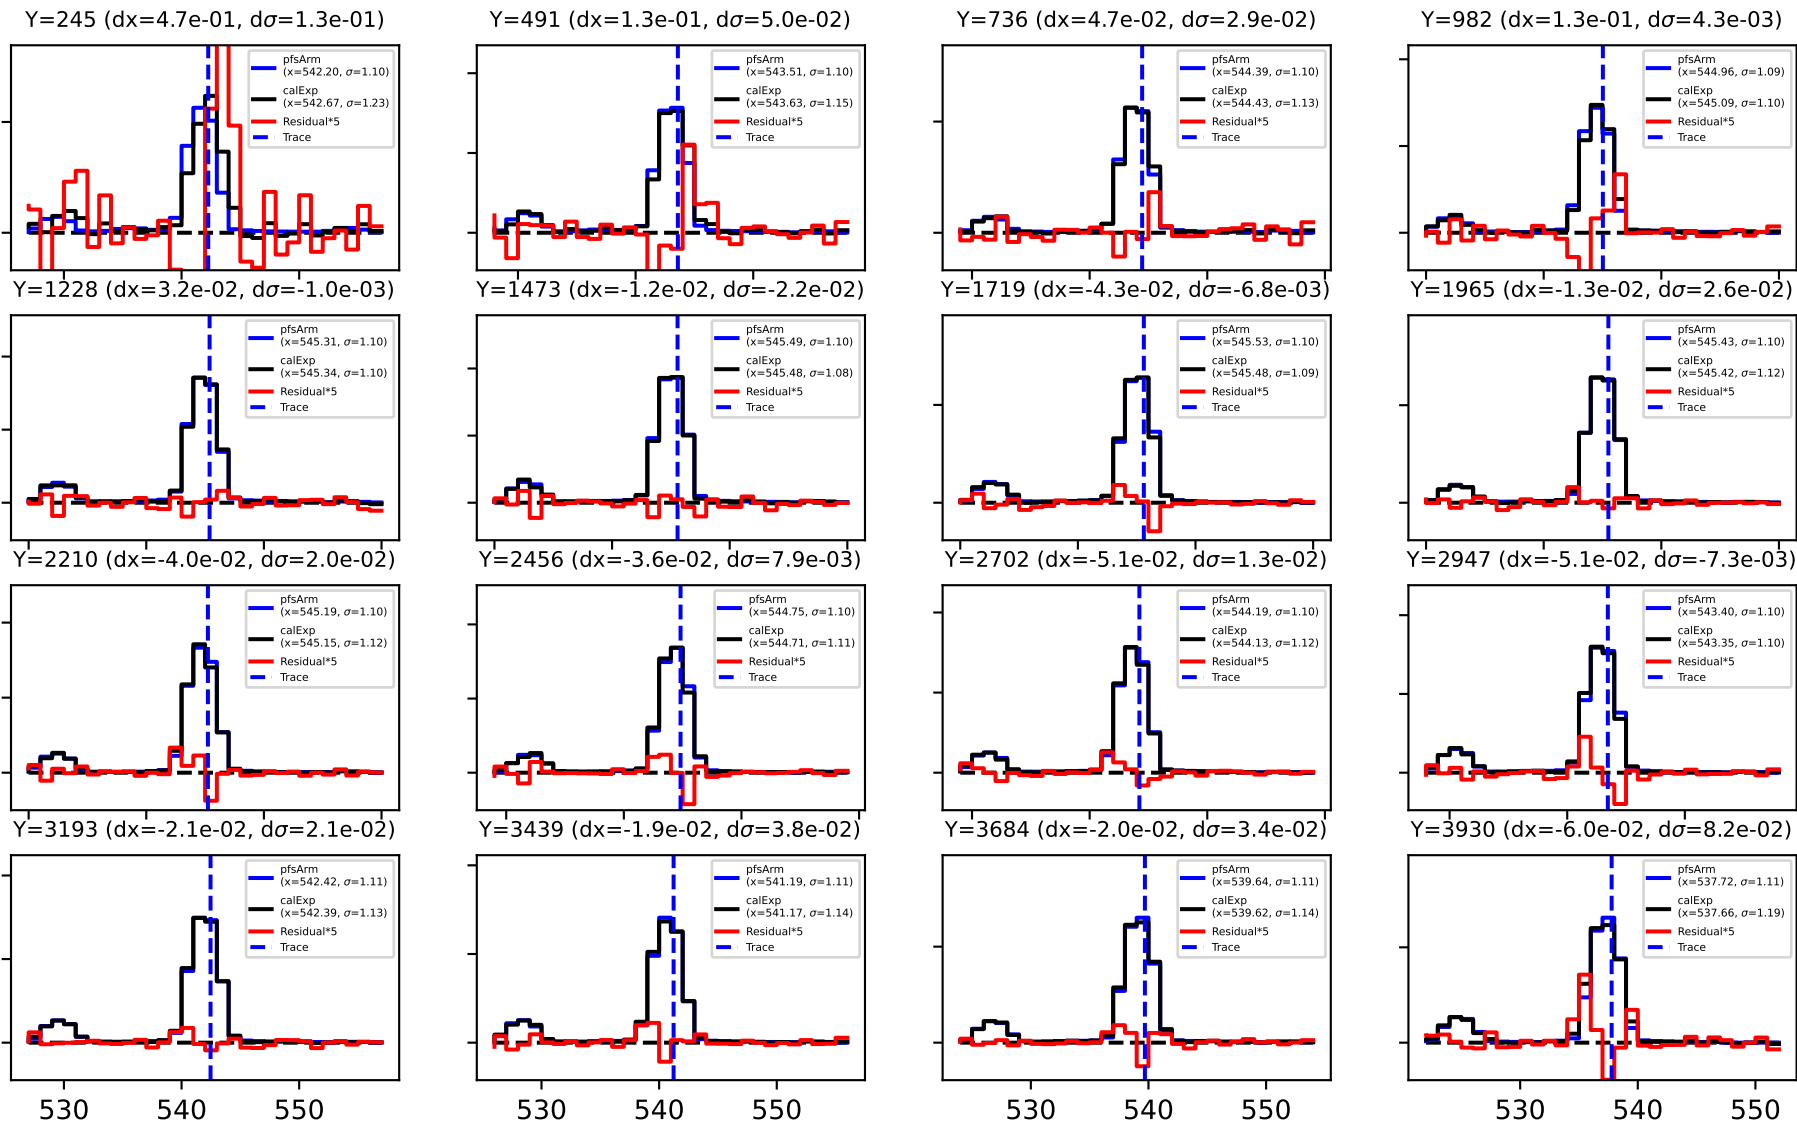 Y=245 (dx=4.7e-01, dσ=1.3e-01)
pfsArm
(x=542.20, σ=1.10)
calExp
(x=542.67, σ=1.23)
Residual*5
Trace
Y=491 (dx=1.3e-01, dσ=5.0e-02)
pfsArm
(x=543.51, σ=1.10)
calExp
(x=543.63, σ=1.15)
Residual*5
Trace
Y=736 (dx=4.7e-02, dσ=2.9e-02)
pfsArm
(x=544.39, σ=1.10)
calExp
(x=544.43, σ=1.13)
Residual*5
Trace
Y=982 (dx=1.3e-01, dσ=4.3e-03)
pfsArm
(x=544.96, σ=1.09)
calExp
(x=545.09, σ=1.10)
Residual*5
Trace
Y=1228 (dx=3.2e-02, dσ=-1.0e-03)
pfsArm
(x=545.31, σ=1.10)
calExp
(x=545.34, σ=1.10)
Residual*5
Trace
Y=1473 (dx=-1.2e-02, dσ=-2.2e-02)
pfsArm
(x=545.49, σ=1.10)
calExp
(x=545.48, σ=1.08)
Residual*5
Trace
Y=1719 (dx=-4.3e-02, dσ=-6.8e-03)
pfsArm
(x=545.53, σ=1.10)
calExp
(x=545.48, σ=1.09)
Residual*5
Trace
Y=1965 (dx=-1.3e-02, dσ=2.6e-02)
pfsArm
(x=545.43, σ=1.10)
calExp
(x=545.42, σ=1.12)
Residual*5
Trace
Y=2210 (dx=-4.0e-02, dσ=2.0e-02)
pfsArm
(x=545.19, σ=1.10)
calExp
(x=545.15, σ=1.12)
Residual*5
Trace
Y=2456 (dx=-3.6e-02, dσ=7.9e-03)
pfsArm
(x=544.75, σ=1.10)
calExp
(x=544.71, σ=1.11)
Residual*5
Trace
Y=2702 (dx=-5.1e-02, dσ=1.3e-02)
pfsArm
(x=544.19, σ=1.10)
calExp
(x=544.13, σ=1.12)
Residual*5
Trace
Y=2947 (dx=-5.1e-02, dσ=-7.3e-03)
pfsArm
(x=543.40, σ=1.10)
calExp
(x=543.35, σ=1.10)
Residual*5
Trace
Y=3193 (dx=-2.1e-02, dσ=2.1e-02)
pfsArm
(x=542.42, σ=1.11)
calExp
(x=542.39, σ=1.13)
Residual*5
Trace
Y=3439 (dx=-1.9e-02, dσ=3.8e-02)
pfsArm
(x=541.19, σ=1.11)
calExp
(x=541.17, σ=1.14)
Residual*5
Trace
Y=3684 (dx=-2.0e-02, dσ=3.4e-02)
pfsArm
(x=539.64, σ=1.11)
calExp
(x=539.62, σ=1.14)
Residual*5
Trace
Y=3930 (dx=-6.0e-02, dσ=8.2e-02)
pfsArm
(x=537.72, σ=1.11)
calExp
(x=537.66, σ=1.19)
Residual*5
Trace
530 540 550
530 540 550
530 540 550
530 540 550